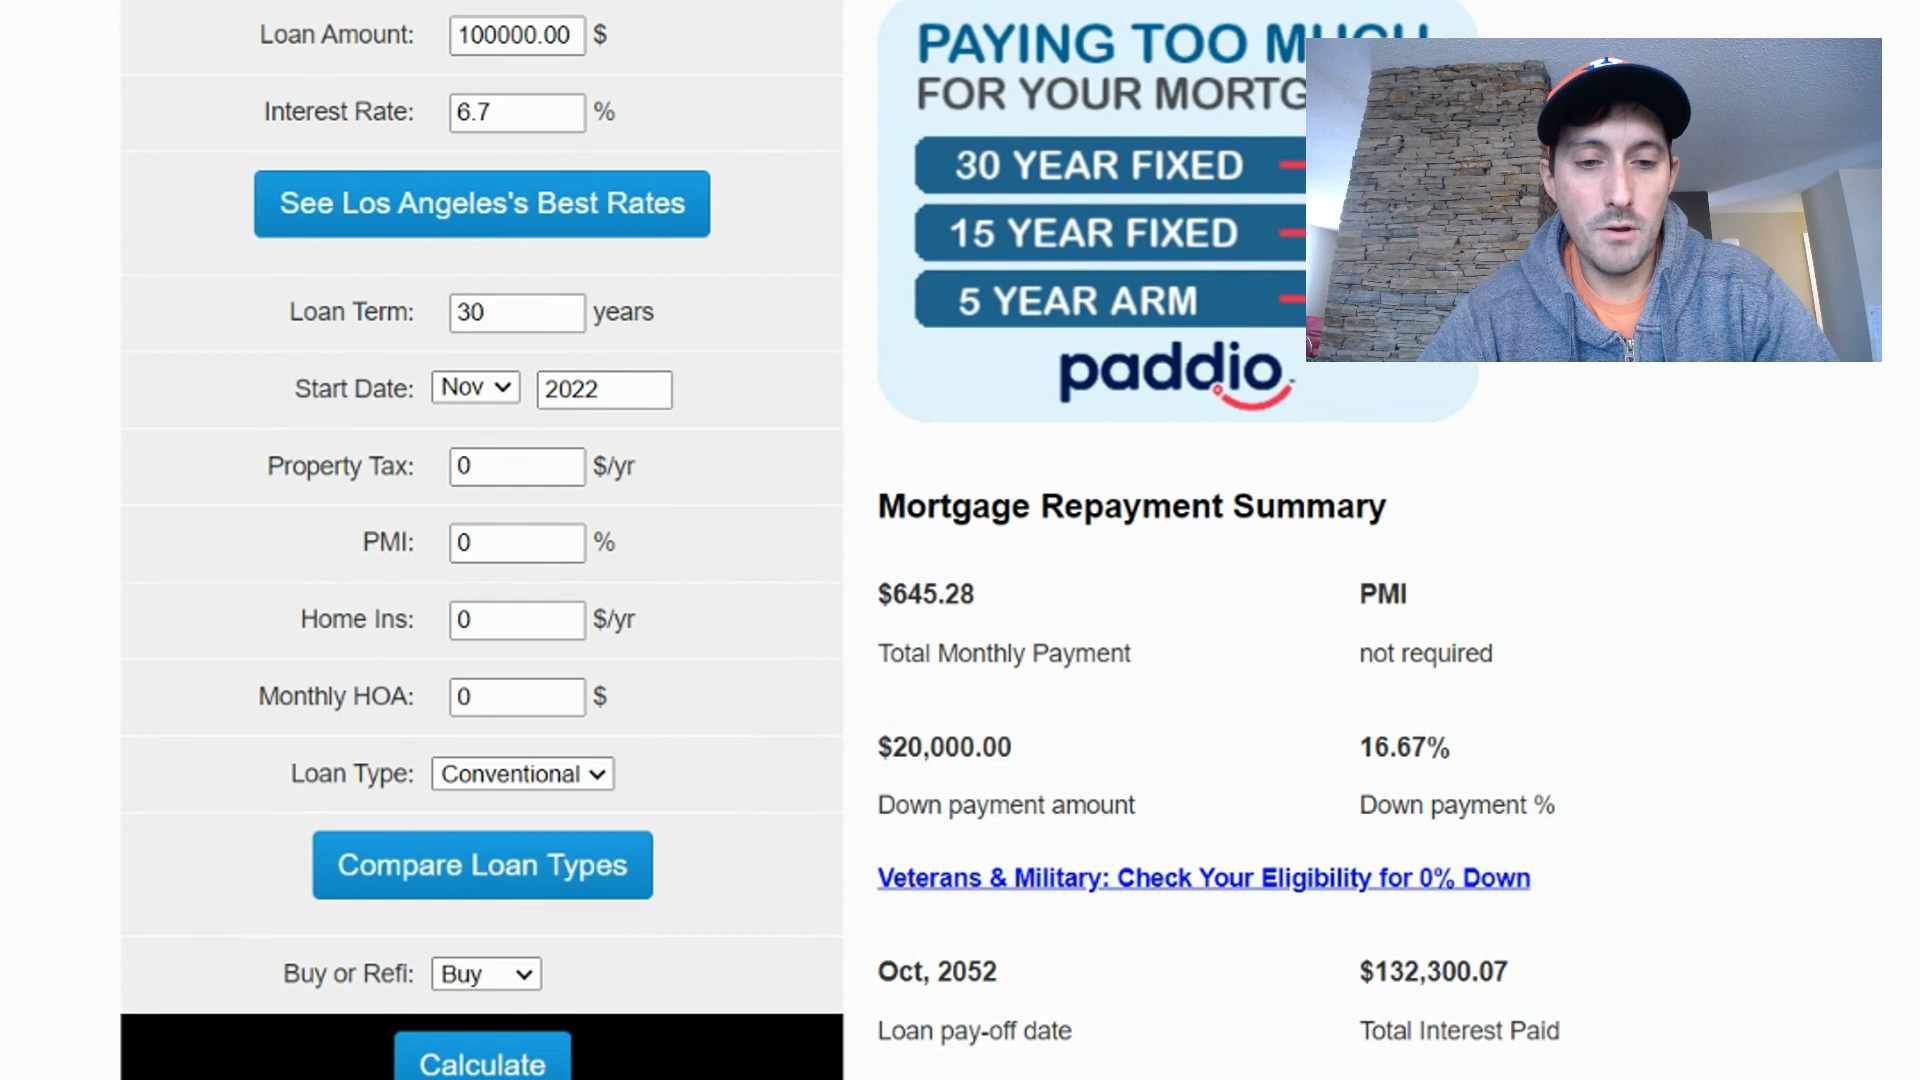 Loan Amount: 100000.00 $
Interest Rate: 6.7 %
See Los Angeles's Best Rates
Loan Term: 30 years
Start Date: Nov 2022
Property Tax: 0 $/yr
PMI: 0 %
Home Ins: 0 $/yr
Monthly HOA: 0 $
Loan Type: Conventional
Compare Loan Types
Buy or Refi: Buy
Calculate
PAYING TOO MUCH
FOR YOUR MORTG
30 YEAR FIXED
15 YEAR FIXED
5 YEAR ARM
paddio
Mortgage Repayment Summary
$645.28 PMI
Total Monthly Payment not required
$20,000.00 16.67%
Down payment amount Down payment %
Veterans & Military: Check Your Eligibility for 0% Down
Oct, 2052 $132,300.07
Loan pay-off date Total Interest Paid